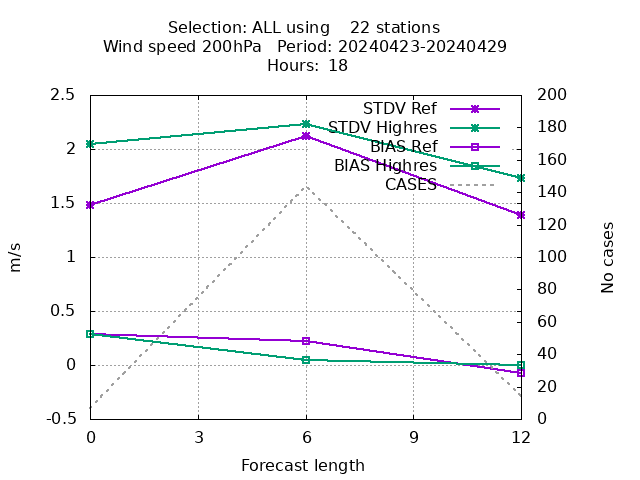 Selection: ALL using    22 stations
Wind speed 200hPa   Period: 20240423-20240429
Hours:  18
2.5
2
1.5
1
0.5
0
-0.5
m/s
200
180
160
140
120
100
80
60
40
20
0
No cases
STDV Ref
STDV Highres
BIAS Ref
BIAS Highres
CASES
0 3 6 9 12
Forecast length